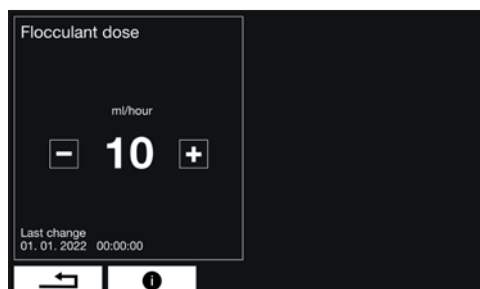 Flocculant dose
ml/hour
− 10 +
Last change
01. 01. 2022 00:00:00
i